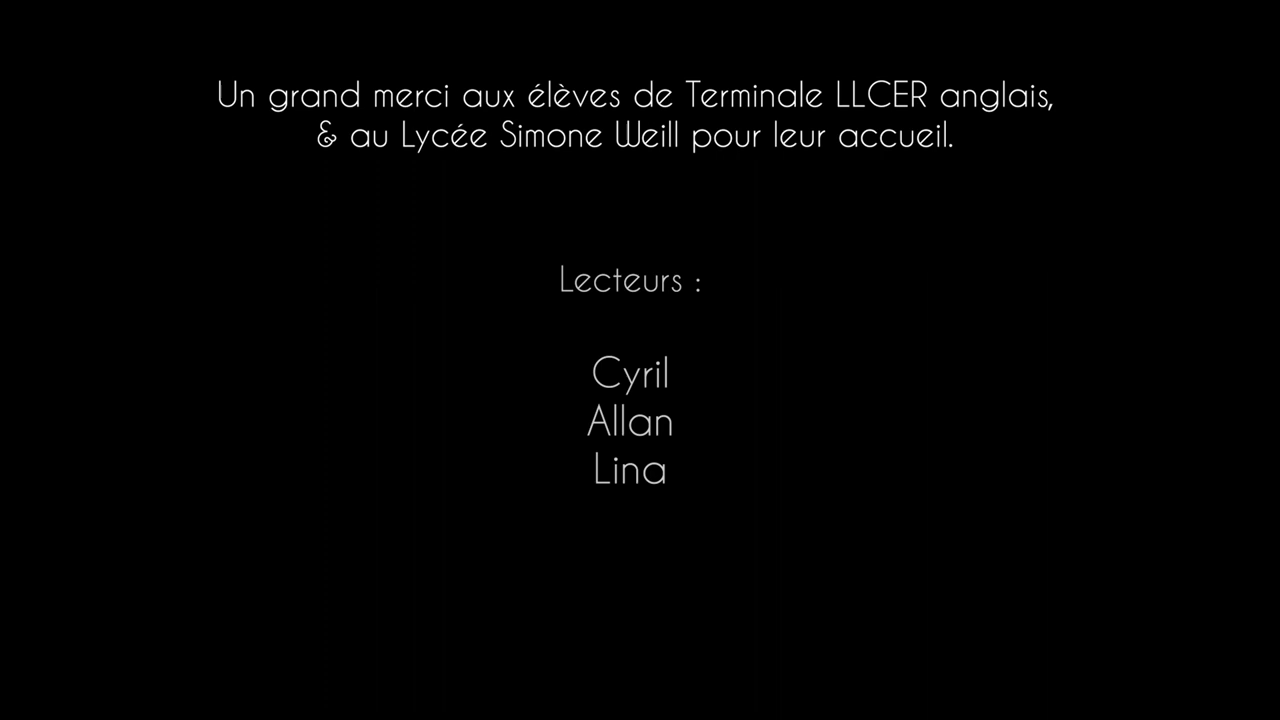 Un grand merci aux élèves de Terminale LLCER anglais,
& au Lycée Simone Weill pour leur accueil.
Lecteurs :
Cyril
Allan
Lina